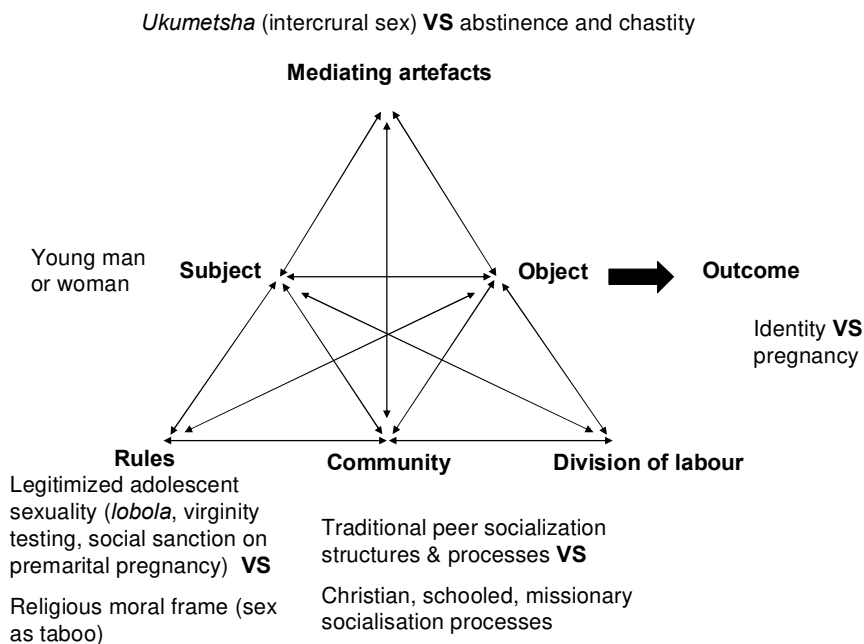 Ukumetsha (intercrural sex) VS abstinence and chastity
Mediating artefacts
Young man
or woman
Subject
Object
Outcome
Identity VS
pregnancy
Rules
Legitimized adolescent
sexuality (lobola, virginity
testing, social sanction on
premarital pregnancy) VS
Religious moral frame (sex
as taboo)
Community
Traditional peer socialization
structures & processes VS
Christian, schooled, missionary
socialisation processes
Division of labour